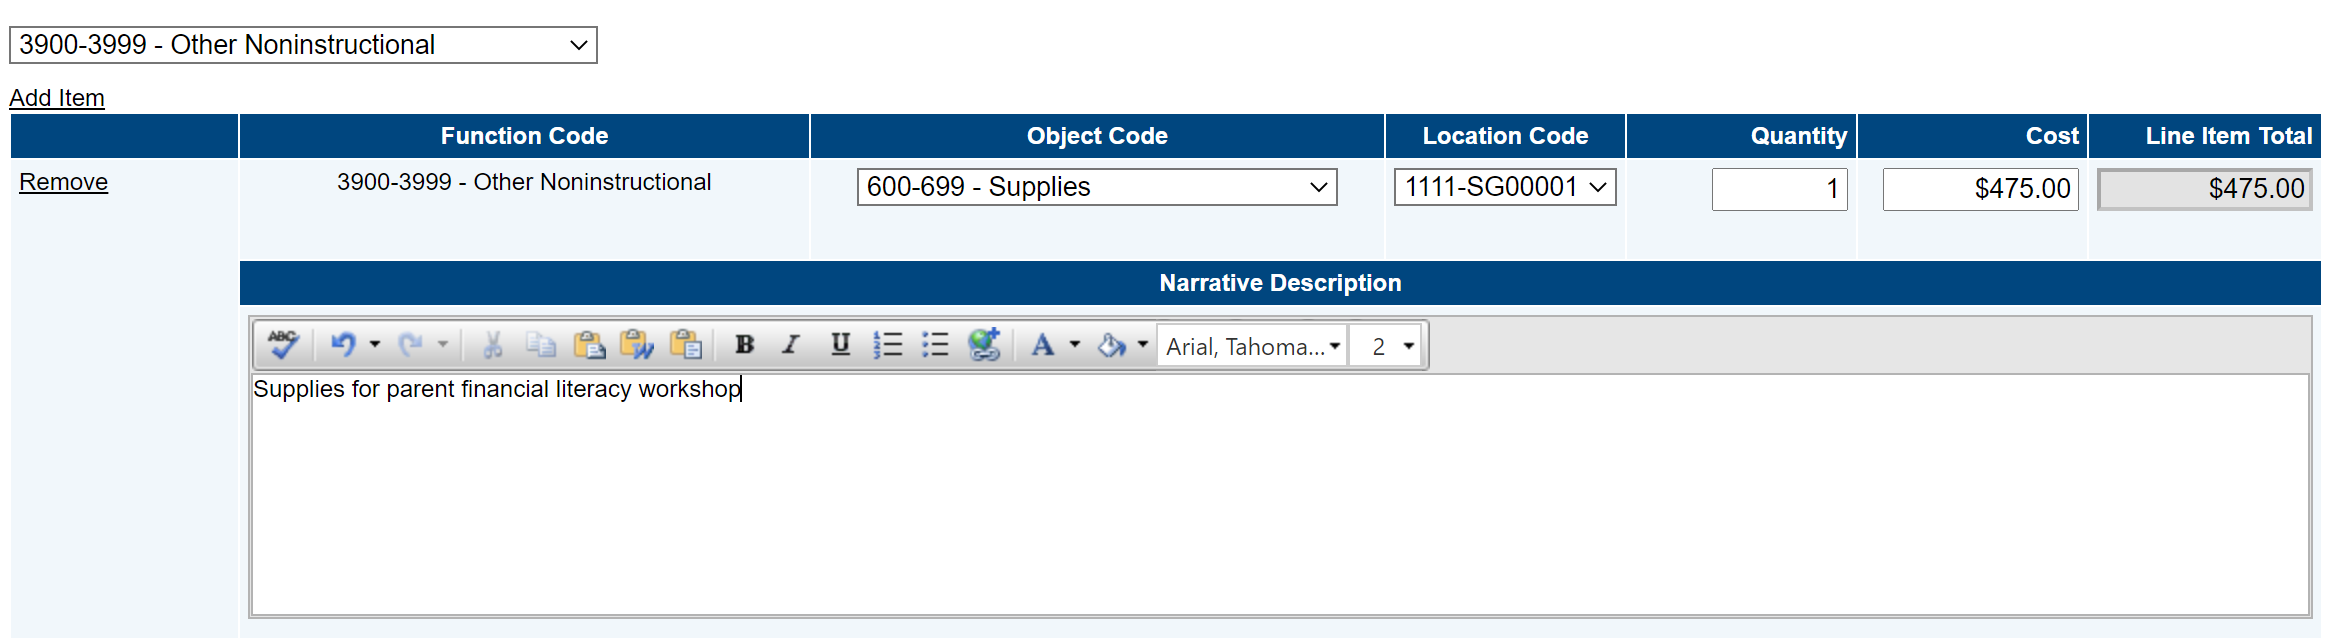 3900-3999 - Other Noninstructional
Add Item
Function Code Object Code Location Code Quantity Cost Line Item Total
Remove 3900-3999 - Other Noninstructional 600-699 - Supplies 1111-SG00001 1 $475.00 $475.00
Narrative Description
ABC B I U A Arial, Tahoma... 2
Supplies for parent financial literacy workshop